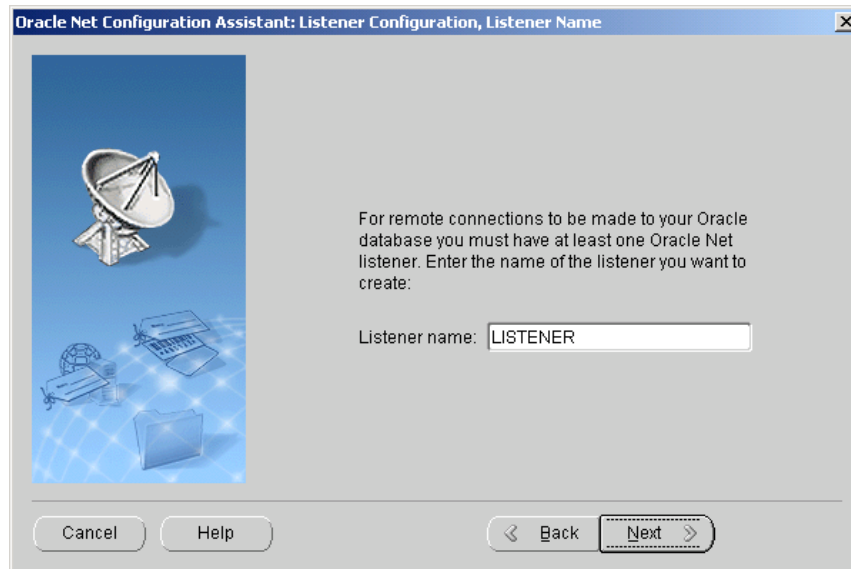 Oracle Net Configuration Assistant: Listener Configuration, Listener Name
For remote connections to be made to your Oracle
database you must have at least one Oracle Net
listener. Enter the name of the listener you want to
create:
Listener name: LISTENER
Cancel Help Back Next